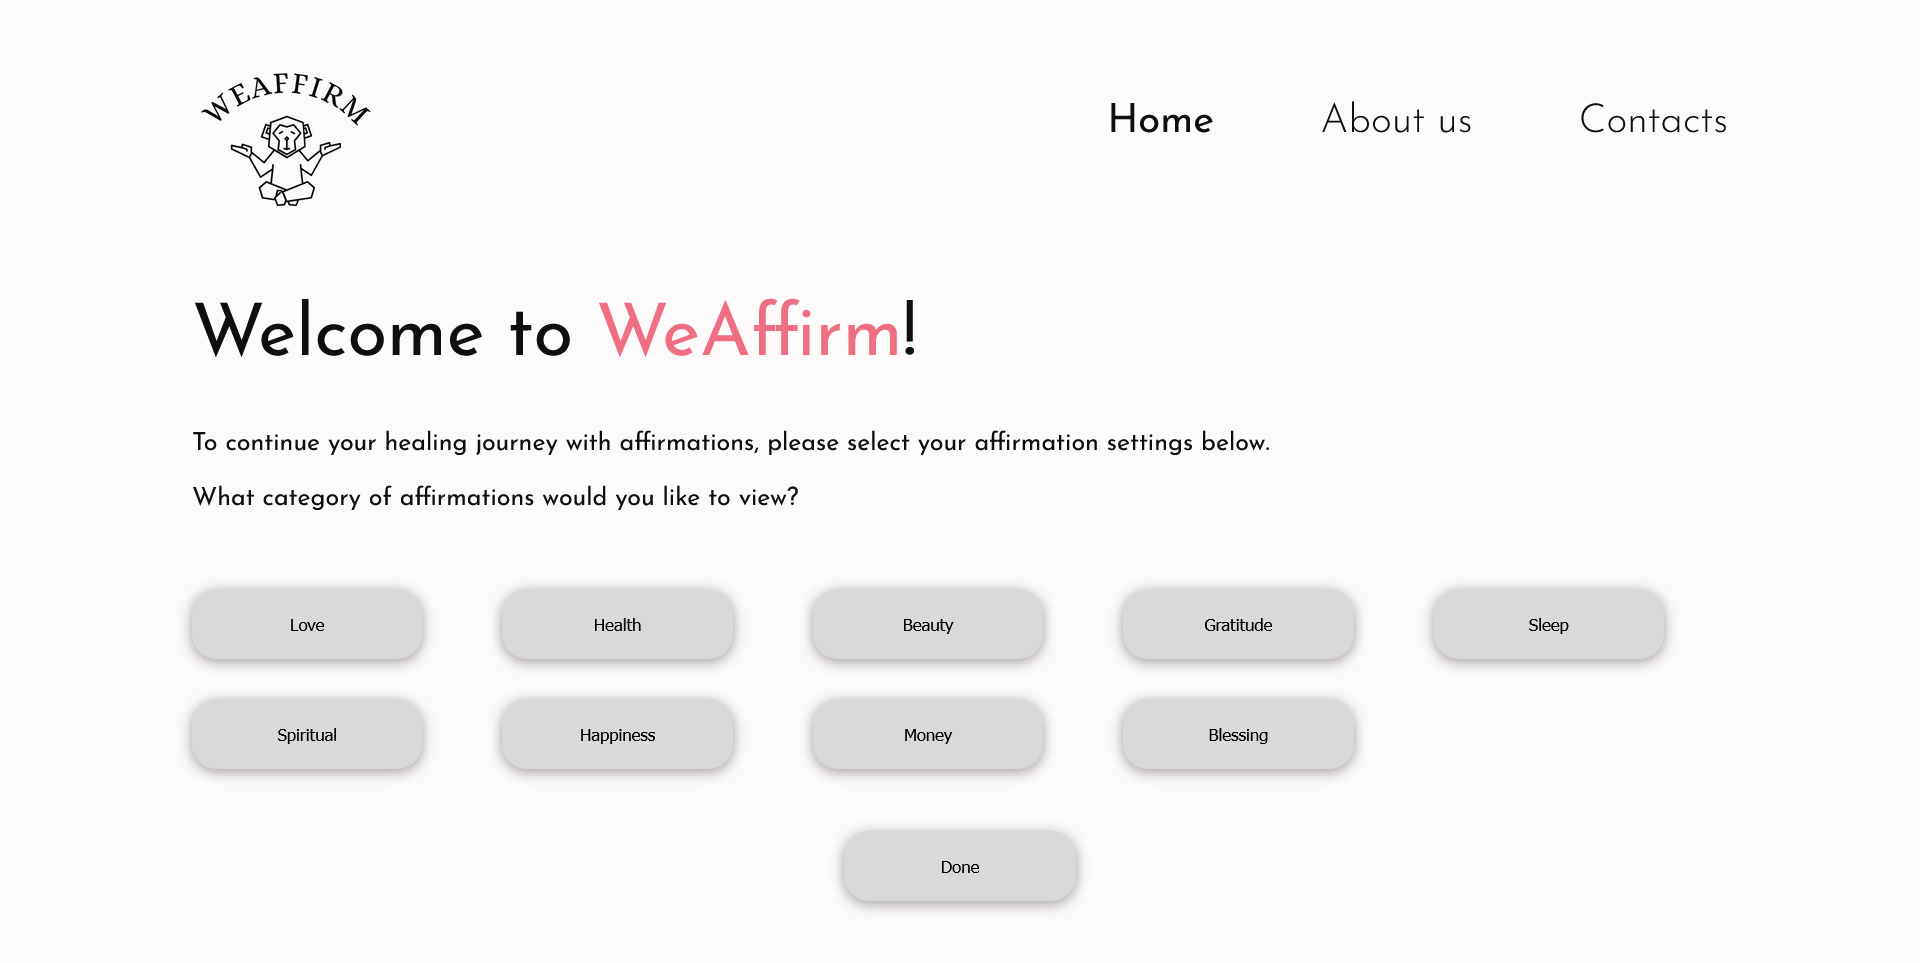 WEAFFIRM
Home About us Contacts
Welcome to WeAffirm!
To continue your healing journey with affirmations, please select your affirmation settings below.
What category of affirmations would you like to view?
Love Health Beauty Gratitude Sleep
Spiritual Happiness Money Blessing
Done